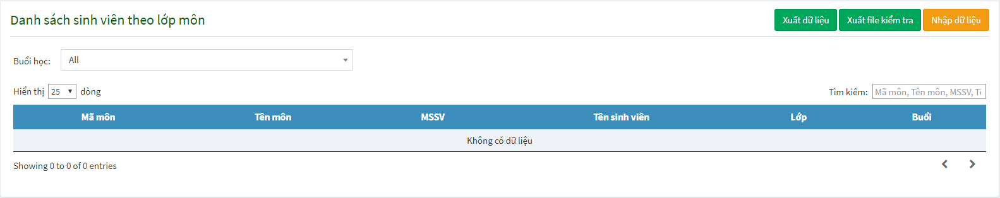 Danh sách sinh viên theo lớp môn
Xuất dữ liệu Xuất file kiểm tra Nhập dữ liệu
Buổi học: All
Hiển thị 25 dòng
Tìm kiếm: Mã môn, Tên môn, MSSV, Tê
Mã môn Tên môn MSSV Tên sinh viên Lớp Buổi
Không có dữ liệu
Showing 0 to 0 of 0 entries